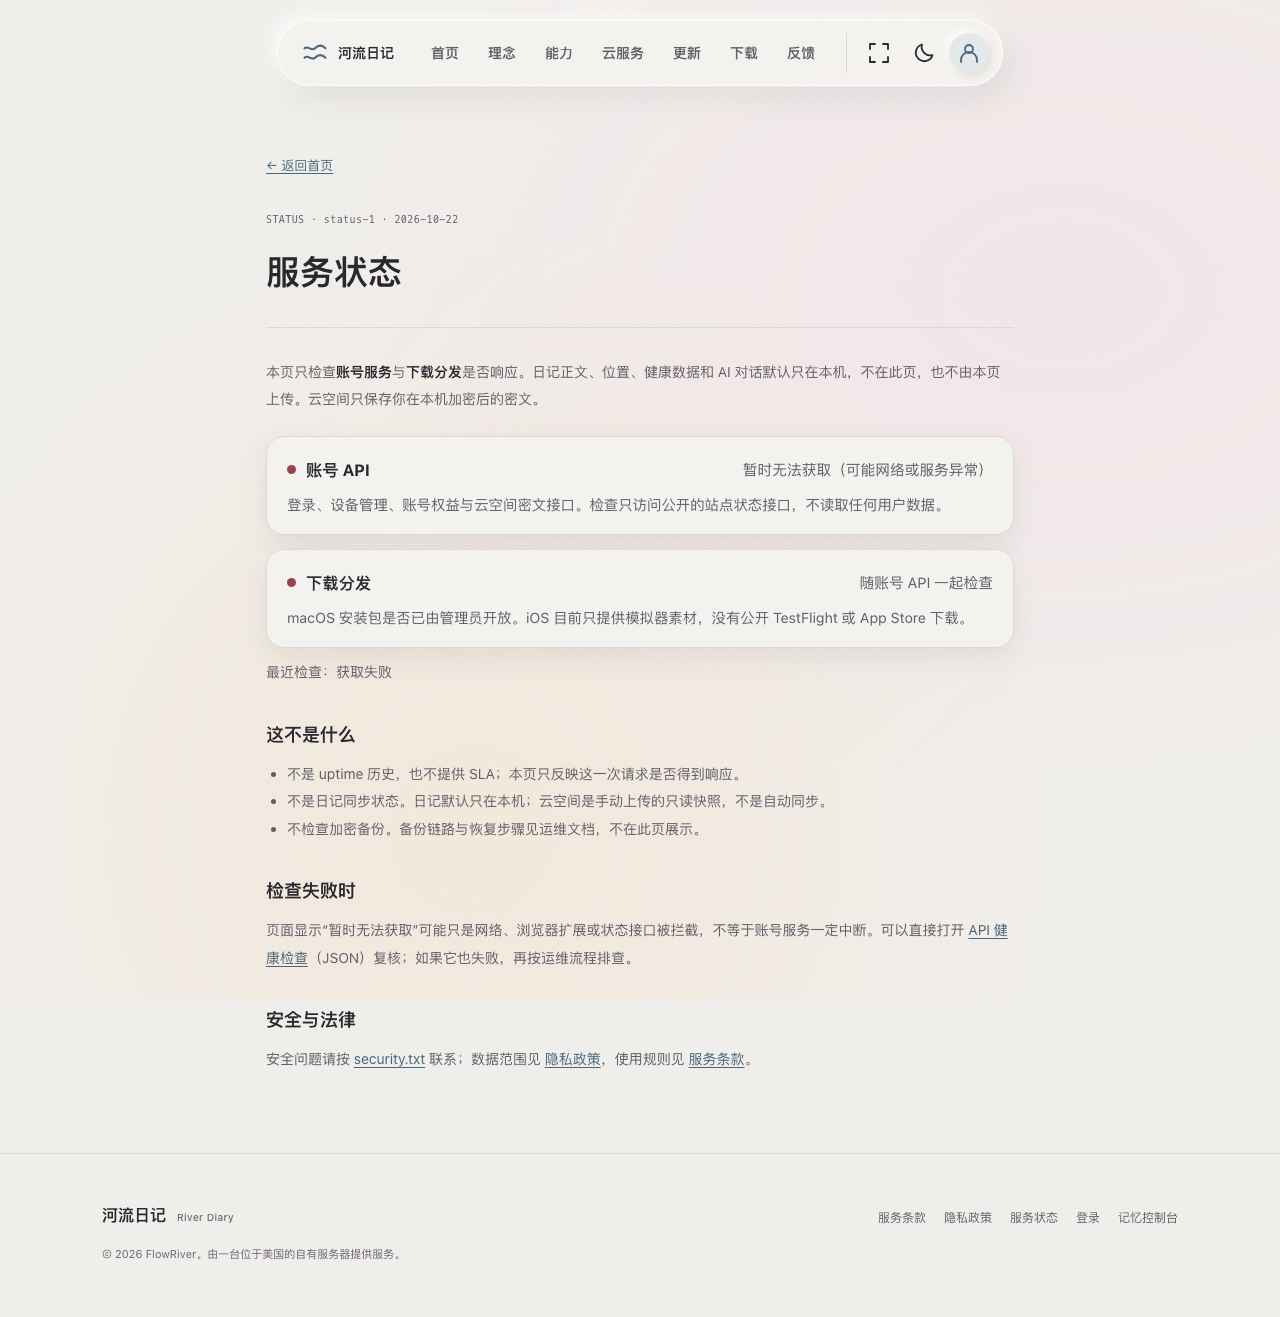 河流日记 首页 理念 能力 云服务 更新 下载 反馈
← 返回首页
STATUS · status-1 · 2026-10-22
服务状态
本页只检查账号服务与下载分发是否响应。日记正文、位置、健康数据和 AI 对话默认只在本机，不在此页，也不由本页
上传。云空间只保存你在本机加密后的密文。
账号 API 暂时无法获取（可能网络或服务异常）
登录、设备管理、账号权益与云空间密文接口。检查只访问公开的站点状态接口，不读取任何用户数据。
下载分发 随账号 API 一起检查
macOS 安装包是否已由管理员开放。iOS 目前只提供模拟器素材，没有公开 TestFlight 或 App Store 下载。
最近检查：获取失败
这不是什么
• 不是 uptime 历史，也不提供 SLA；本页只反映这一次请求是否得到响应。
• 不是日记同步状态。日记默认只在本机；云空间是手动上传的只读快照，不是自动同步。
• 不检查加密备份。备份链路与恢复步骤见运维文档，不在此页展示。
检查失败时
页面显示“暂时无法获取”可能只是网络、浏览器扩展或状态接口被拦截，不等于账号服务一定中断。可以直接打开 API 健
康检查（JSON）复核；如果它也失败，再按运维流程排查。
安全与法律
安全问题请按 security.txt 联系；数据范围见 隐私政策，使用规则见 服务条款。
河流日记 River Diary 服务条款 隐私政策 服务状态 登录 记忆控制台
© 2026 FlowRiver。由一台位于美国的自有服务器提供服务。